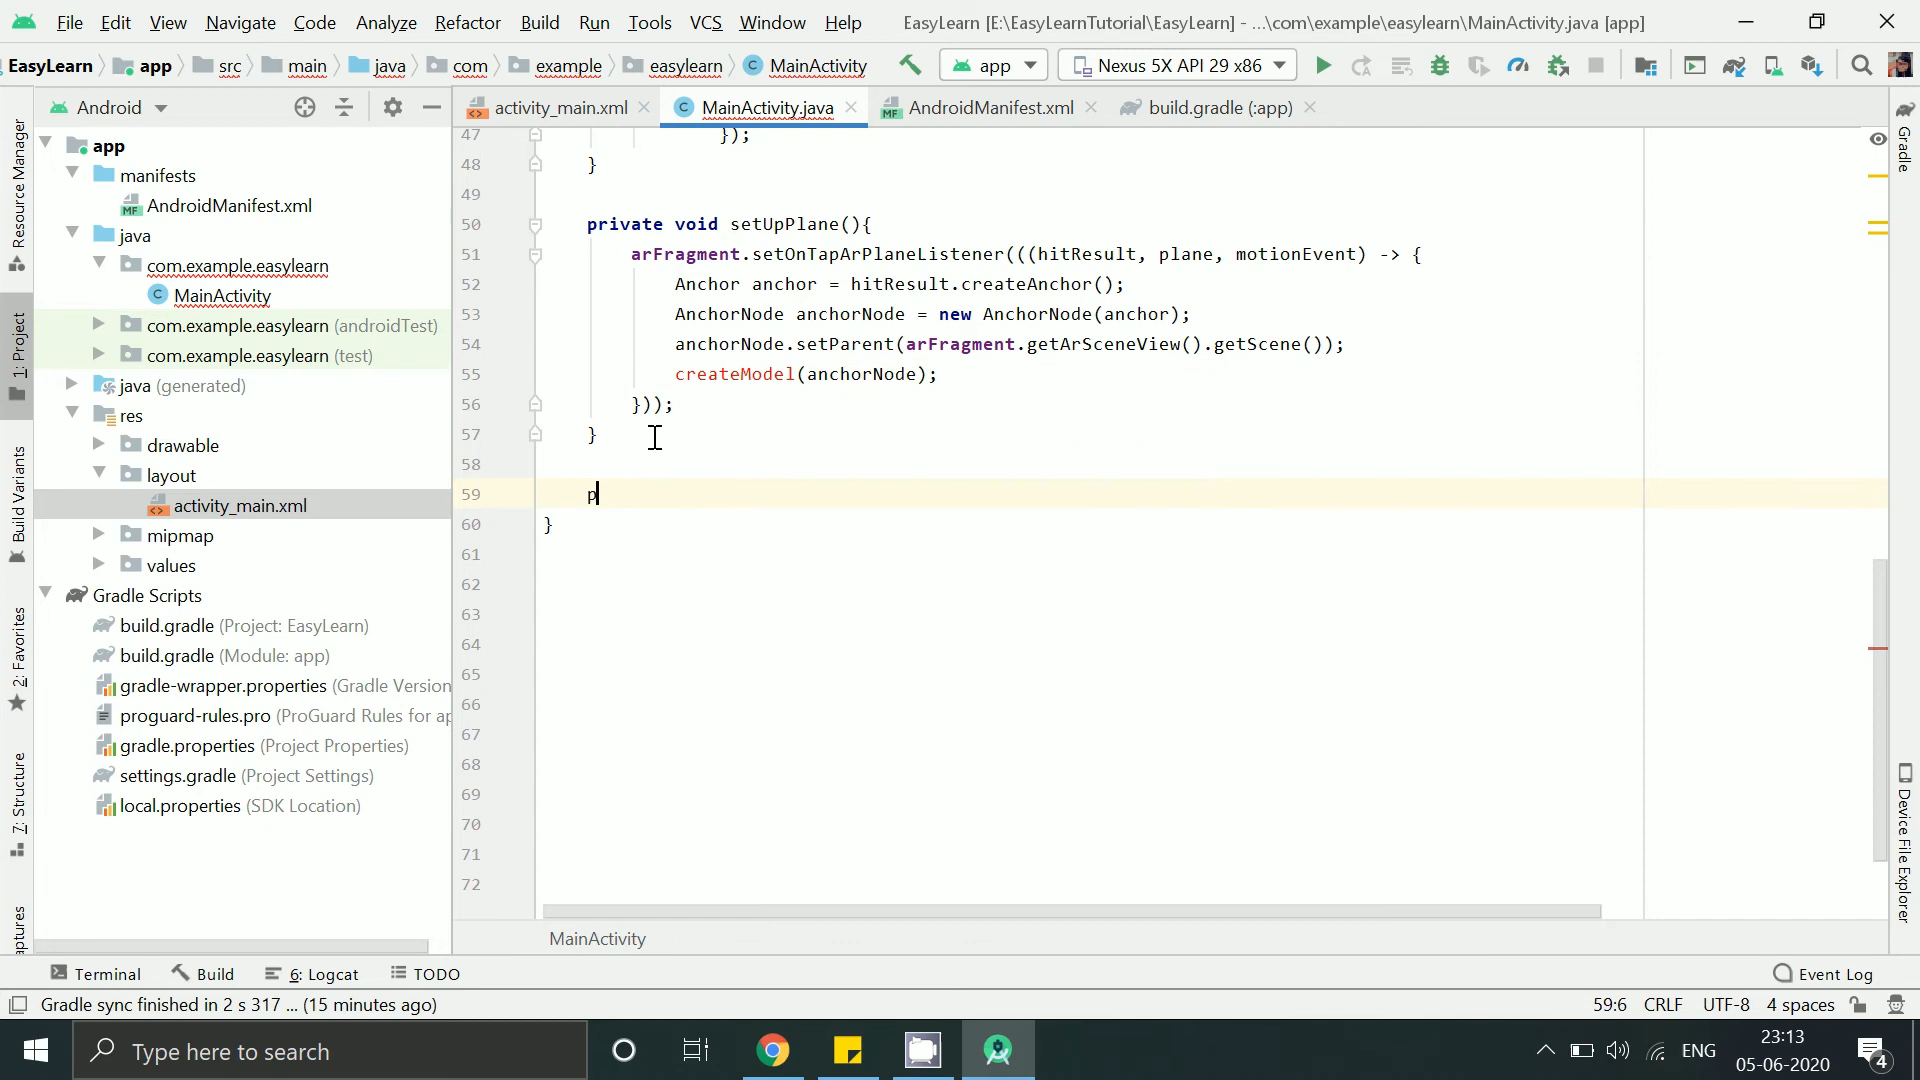 File Edit View Navigate Code Analyze Refactor Build Run Tools VCS Window Help EasyLearn [E:\EasyLearnTutorial\EasyLearn] - ...\com\example\easylearn\MainActivity.java [app]
EasyLearn app src main java com example easylearn MainActivity app Nexus 5X API 29 x86
Android
activity_main.xml MainActivity.java AndroidManifest.xml build.gradle (:app)
Resource Manager
1: Project
Build Variants
2: Favorites
7: Structure
aptures
app
manifests
AndroidManifest.xml
java
com.example.easylearn
MainActivity
com.example.easylearn (androidTest)
com.example.easylearn (test)
java (generated)
res
drawable
layout
activity_main.xml
mipmap
values
Gradle Scripts
build.gradle (Project: EasyLearn)
build.gradle (Module: app)
gradle-wrapper.properties (Gradle Version
proguard-rules.pro (ProGuard Rules for ap
gradle.properties (Project Properties)
settings.gradle (Project Settings)
local.properties (SDK Location)
47 });
48 }
49
50 private void setUpPlane(){
51 arFragment.setOnTapArPlaneListener(((hitResult, plane, motionEvent) -> {
52 Anchor anchor = hitResult.createAnchor();
53 AnchorNode anchorNode = new AnchorNode(anchor);
54 anchorNode.setParent(arFragment.getArSceneView().getScene());
55 createModel(anchorNode);
56 }));
57 }
58
59 p
60 }
61
62
63
64
65
66
67
68
69
70
71
72
MainActivity
Gradle
Device File Explorer
Terminal Build 6: Logcat TODO Event Log
Gradle sync finished in 2 s 317 ... (15 minutes ago) 59:6 CRLF UTF-8 4 spaces
Type here to search
ENG
23:13
05-06-2020
4